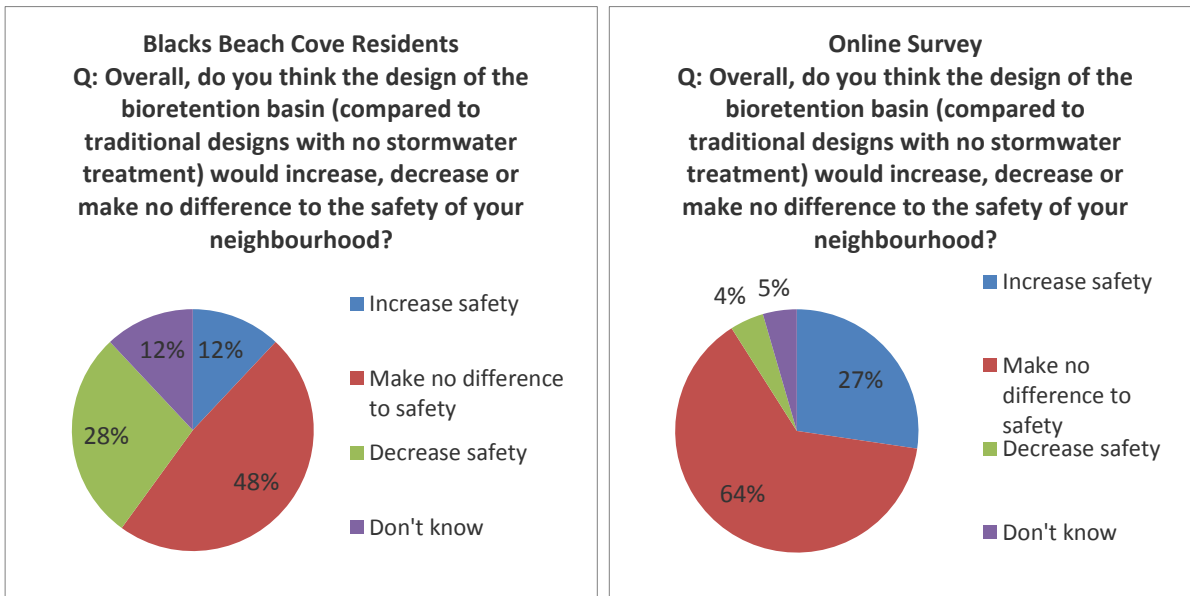 Blacks Beach Cove Residents
Q: Overall, do you think the design of the
bioretention basin (compared to
traditional designs with no stormwater
treatment) would increase, decrease or
make no difference to the safety of your
neighbourhood?
Increase safety
Make no difference
to safety
Decrease safety
Don't know
12%
12%
28%
48%
Online Survey
Q: Overall, do you think the design of the
bioretention basin (compared to
traditional designs with no stormwater
treatment) would increase, decrease or
make no difference to the safety of your
neighbourhood?
4%
5%
27%
64%
Increase safety
Make no
difference to
safety
Decrease safety
Don't know